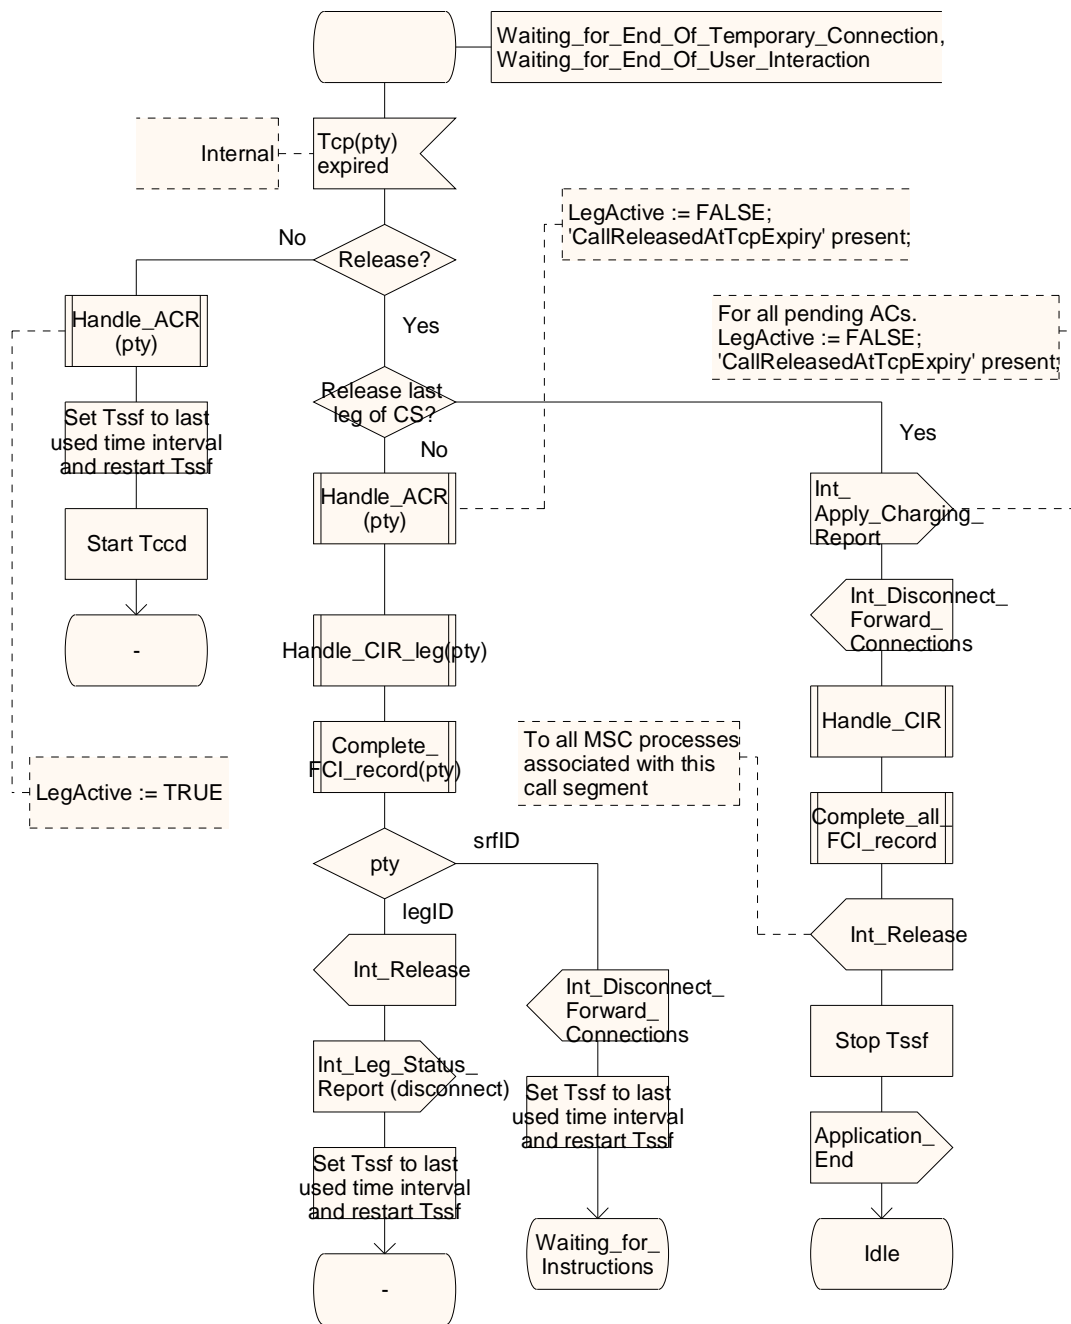 Waiting_for_End_Of_Temporary_Connection,
Waiting_for_End_Of_User_Interaction
Internal
Tcp(pty)
expired
LegActive := FALSE;
'CallReleasedAtTcpExpiry' present;
No
Release?
Handle_ACR
(pty)
Yes
For all pending ACs.
LegActive := FALSE;
'CallReleasedAtTcpExpiry' present;
Release last
leg of CS?
Set Tssf to last
used time interval
and restart Tssf
No
Yes
Handle_ACR
(pty)
Int_
Apply_Charging_
Report
Start Tccd
Int_Disconnect_
Forward_
Connections
-
Handle_CIR_leg(pty)
Handle_CIR
To all MSC processes
associated with this
call segment
Complete_
FCI_record(pty)
LegActive := TRUE
Complete_all_
FCI_record
srfID
pty
legID
Int_Release
Int_Release
Int_Disconnect_
Forward_
Connections
Stop Tssf
Int_Leg_Status_
Report (disconnect)
Set Tssf to last
used time interval
and restart Tssf
Application_
End
Set Tssf to last
used time interval
and restart Tssf
Waiting_for_
Instructions
Idle
-